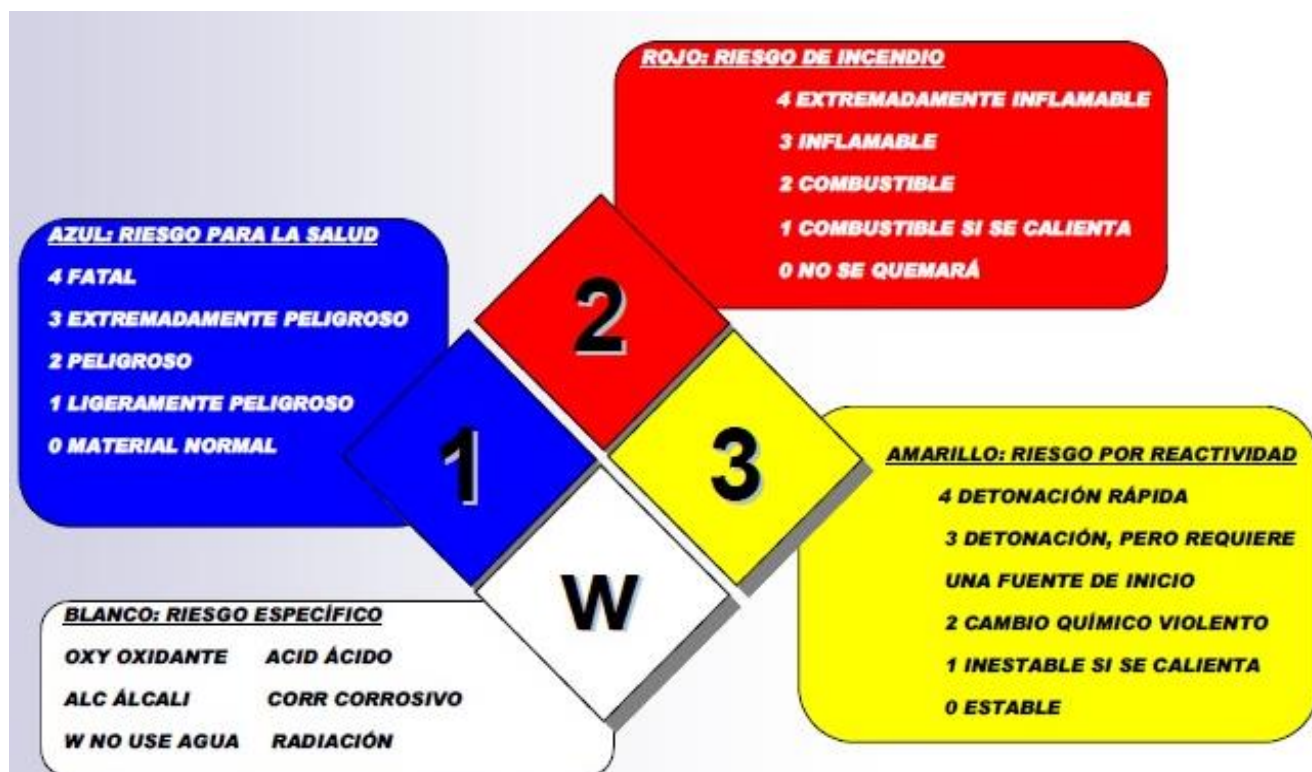 ROJO: RIESGO DE INCENDIO
4 EXTREMADAMENTE INFLAMABLE
3 INFLAMABLE
2 COMBUSTIBLE
1 COMBUSTIBLE SI SE CALIENTA
0 NO SE QUEMARÁ
AZUL: RIESGO PARA LA SALUD
4 FATAL
3 EXTREMADAMENTE PELIGROSO
2 PELIGROSO
1 LIGERAMENTE PELIGROSO
0 MATERIAL NORMAL
2
1
3
W
AMARILLO: RIESGO POR REACTIVIDAD
4 DETONACIÓN RÁPIDA
3 DETONACIÓN, PERO REQUIERE
UNA FUENTE DE INICIO
2 CAMBIO QUÍMICO VIOLENTO
1 INESTABLE SI SE CALIENTA
0 ESTABLE
BLANCO: RIESGO ESPECÍFICO
OXY OXIDANTE ACID ÁCIDO
ALC ÁLCALI CORR CORROSIVO
W NO USE AGUA RADIACIÓN